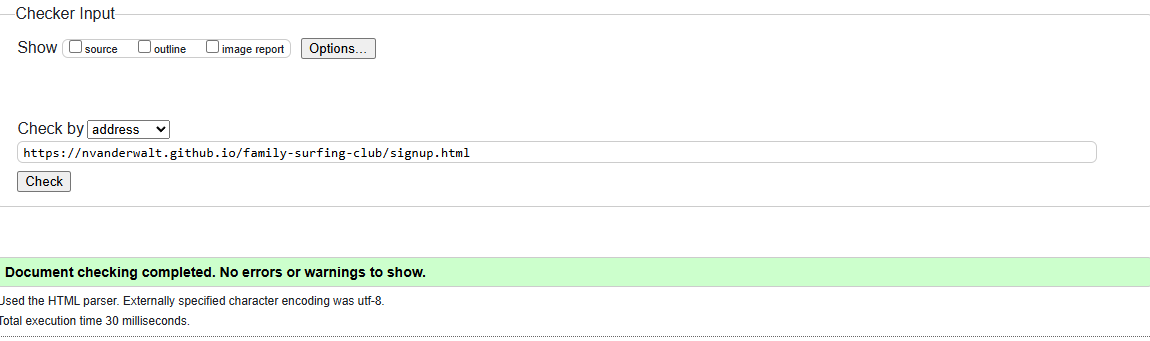 Checker Input
Show source outline image report Options...
Check by address
https://nvanderwalt.github.io/family-surfing-club/signup.html
Check
Document checking completed. No errors or warnings to show.
Used the HTML parser. Externally specified character encoding was utf-8.
Total execution time 30 milliseconds.